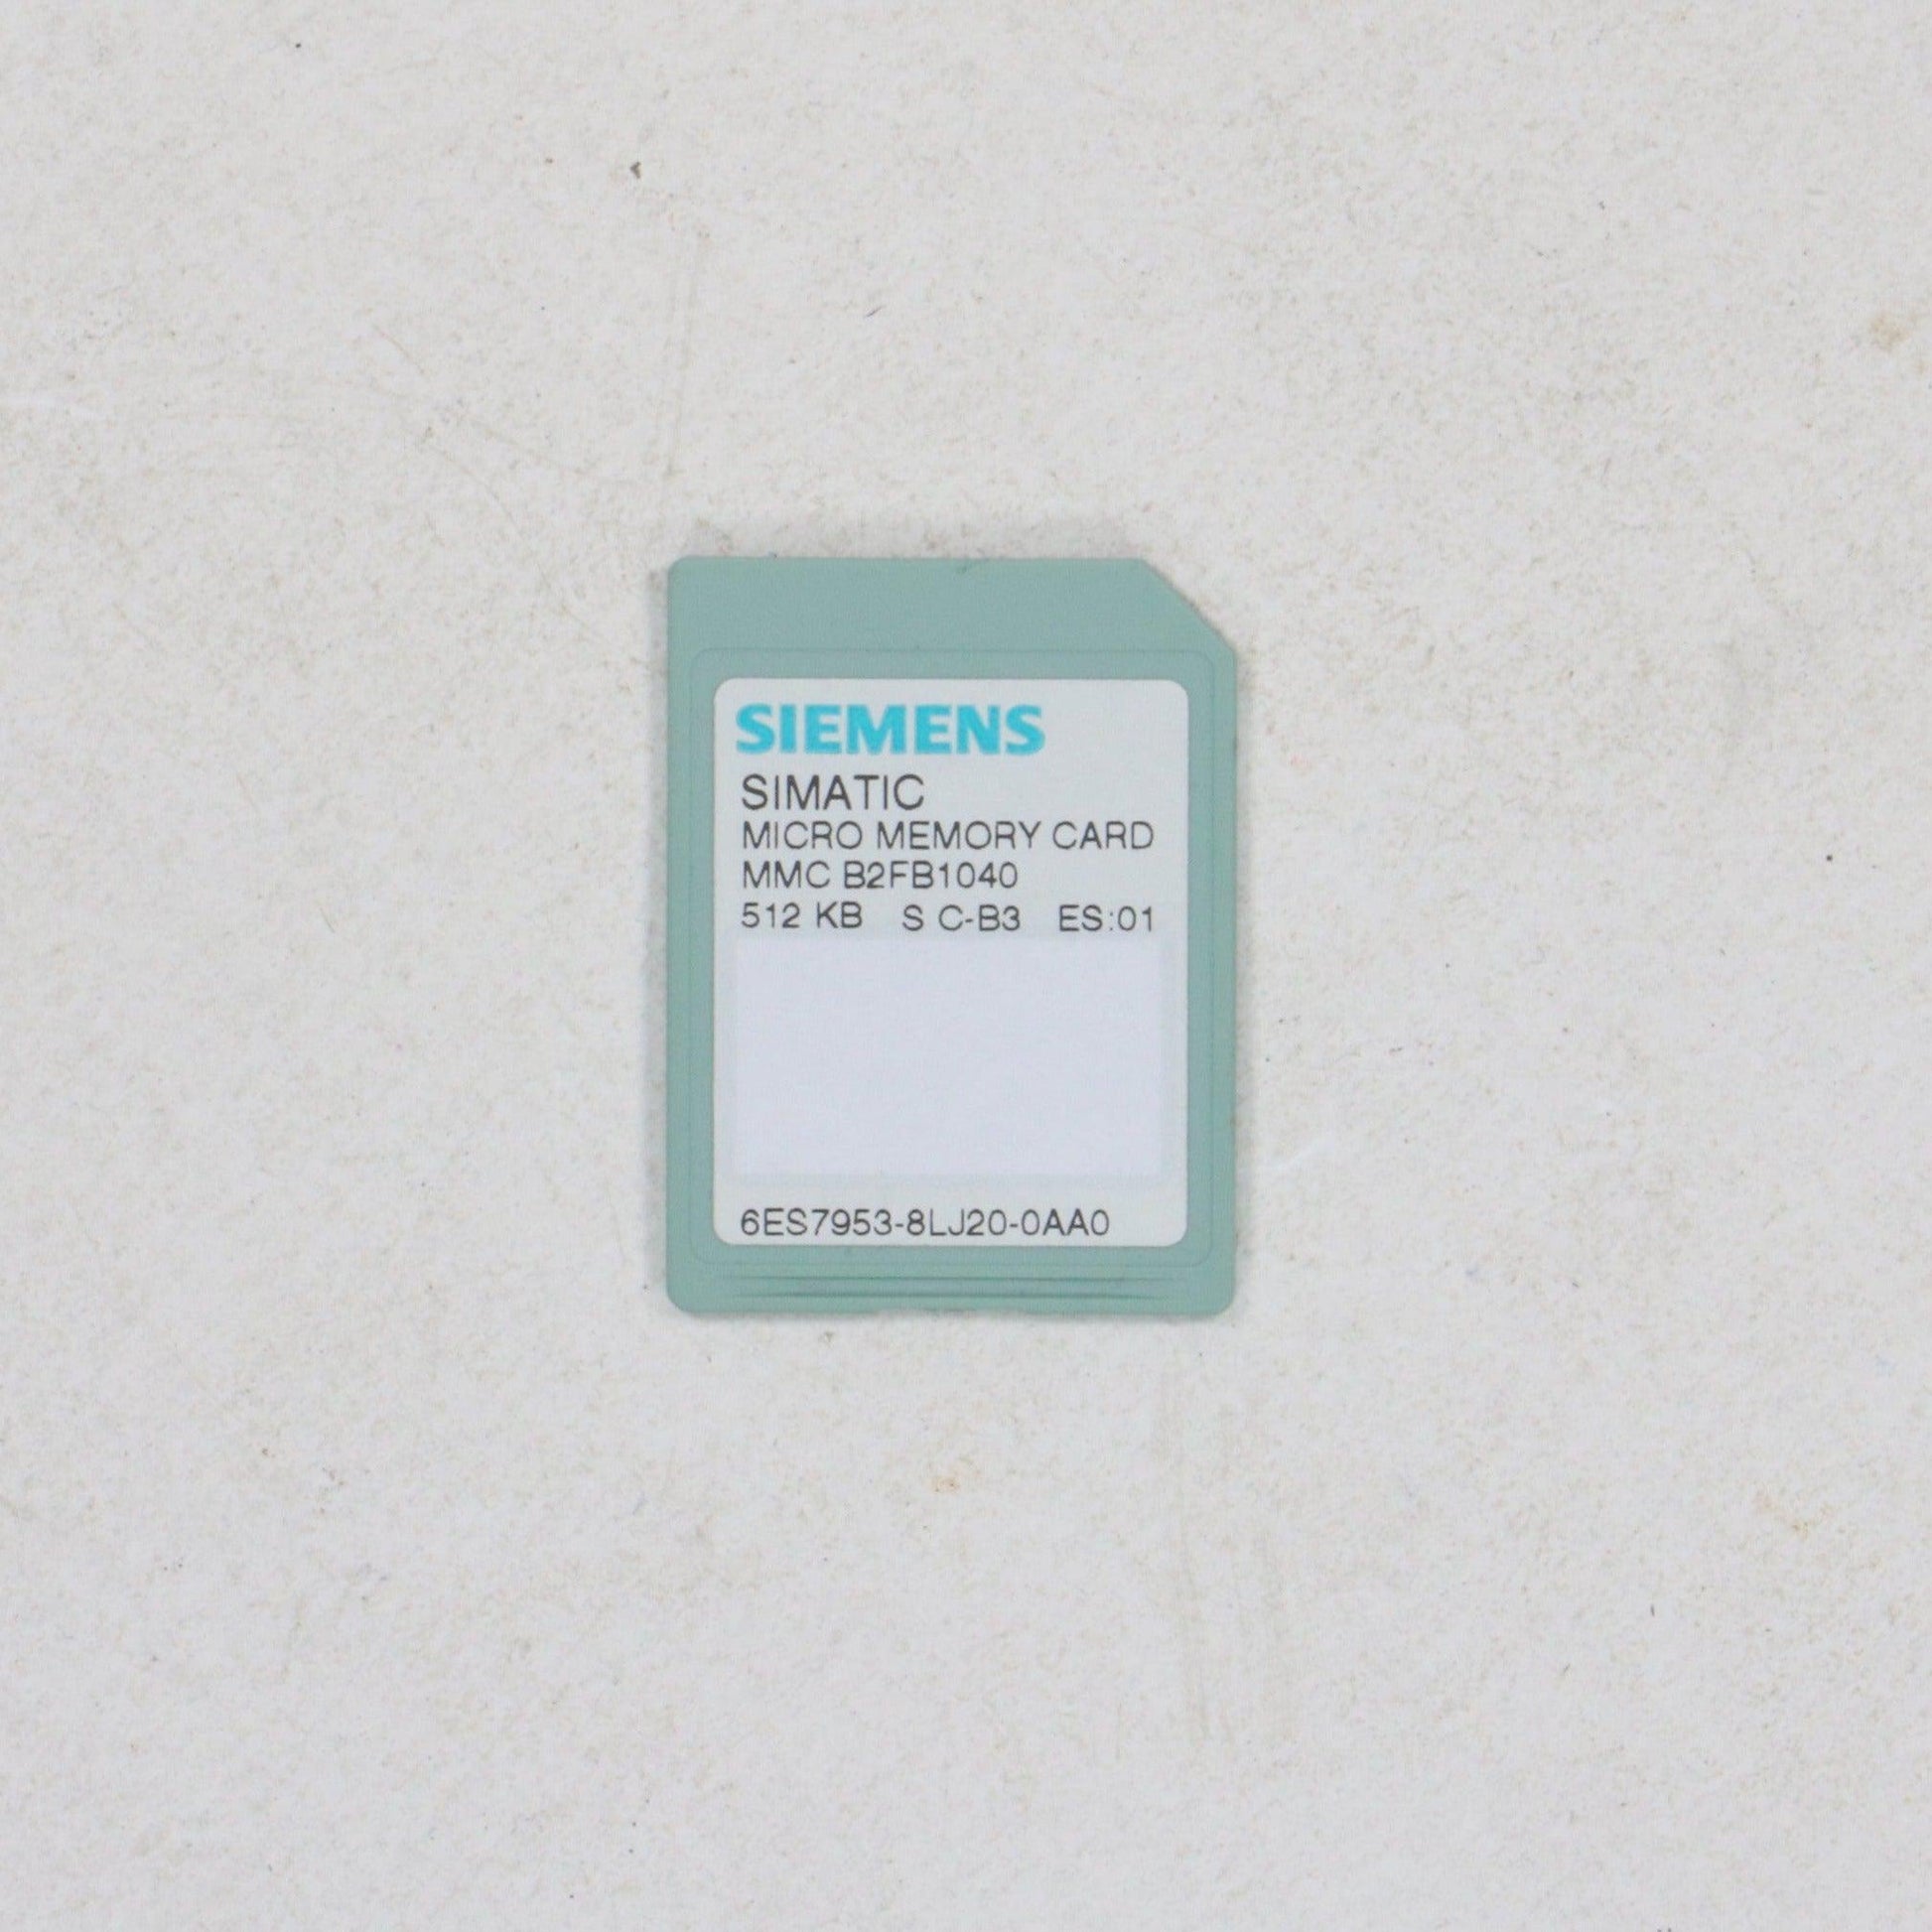 SIEMENS
SIMATIC
MICRO MEMORY CARD
MMC B2FB1040
512 KB S C-B3 ES:01
6ES7953-8LJ20-0AA0